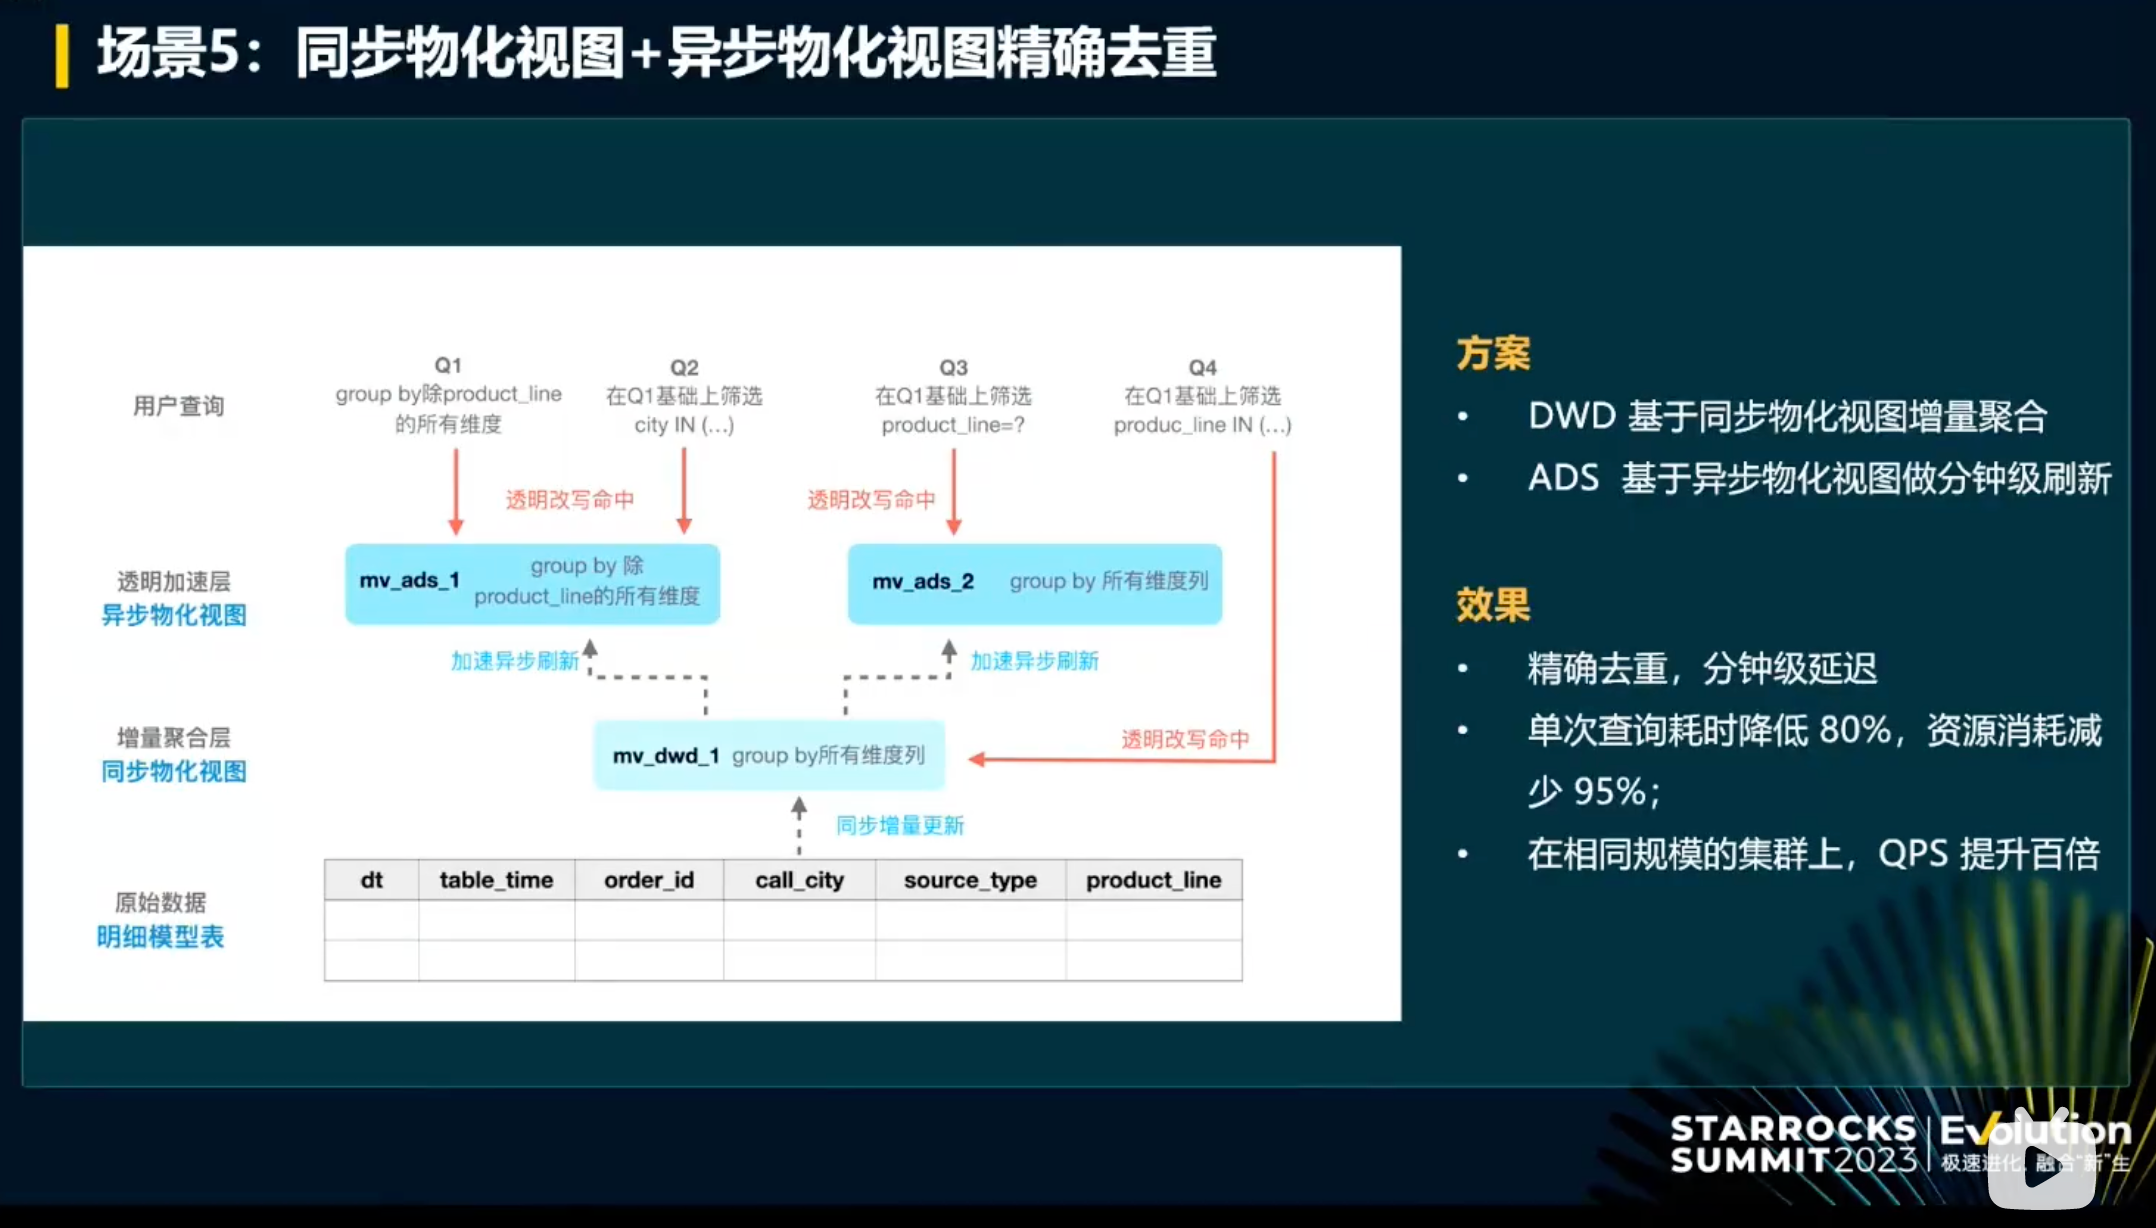 场景5：同步物化视图+异步物化视图精确去重
用户查询
Q1
group by除product_line
的所有维度
Q2
在Q1基础上筛选
city IN (...)
Q3
在Q1基础上筛选
product_line=?
Q4
在Q1基础上筛选
produc_line IN (...)
透明改写命中
透明改写命中
透明加速层
异步物化视图
mv_ads_1
group by 除
product_line的所有维度
mv_ads_2 group by 所有维度列
加速异步刷新
加速异步刷新
增量聚合层
同步物化视图
mv_dwd_1 group by所有维度列
透明改写命中
同步增量更新
原始数据
明细模型表
dt table_time order_id call_city source_type product_line
方案
• DWD 基于同步物化视图增量聚合
• ADS 基于异步物化视图做分钟级刷新
效果
• 精确去重，分钟级延迟
• 单次查询耗时降低 80%，资源消耗减
少 95%；
• 在相同规模的集群上，QPS 提升百倍
STARROCKS
SUMMIT2023
Evolution
极速进化，融合“新”生